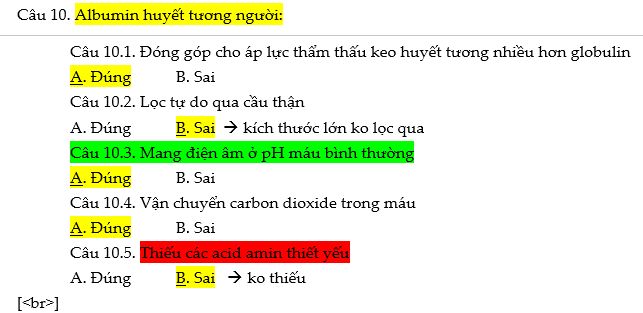 Câu 10. Albumin huyết tương người:
Câu 10.1. Đóng góp cho áp lực thẩm thấu keo huyết tương nhiều hơn globulin
A. Đúng B. Sai
Câu 10.2. Lọc tự do qua cầu thận
A. Đúng B. Sai → kích thước lớn ko lọc qua
Câu 10.3. Mang điện âm ở pH máu bình thường
A. Đúng B. Sai
Câu 10.4. Vận chuyển carbon dioxide trong máu
A. Đúng B. Sai
Câu 10.5. Thiếu các acid amin thiết yếu
A. Đúng B. Sai → ko thiếu
[<br>]